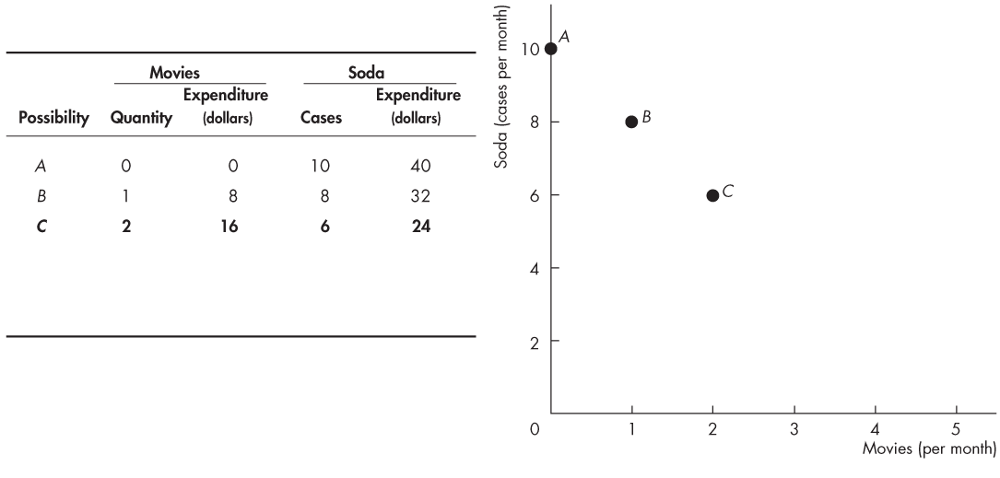 Movies Soda
Expenditure Expenditure
Possibility Quantity (dollars) Cases (dollars)
A 0 0 10 40
B 1 8 8 32
C 2 16 6 24
Soda (cases per month)
10 A
8 B
6 C
4
2
0 1 2 3 4 5
Movies (per month)